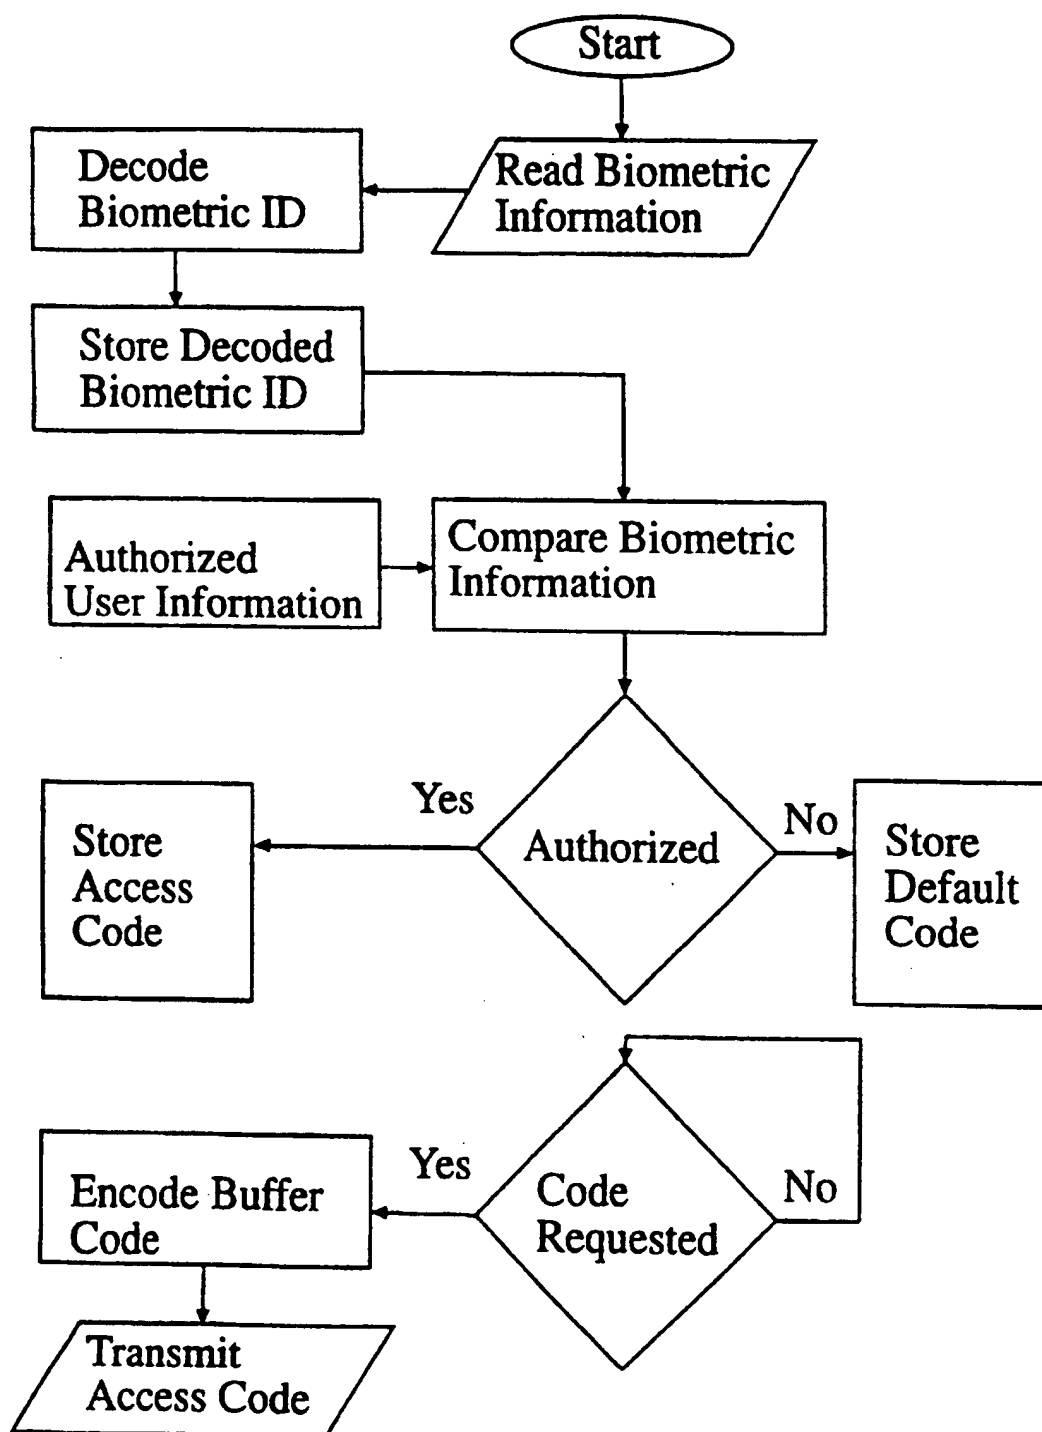 Start
Read Biometric
Information
Decode
Biometric ID
Store Decoded
Biometric ID
Authorized
User Information
Compare Biometric
Information
Authorized
Yes
No
Store
Access
Code
Store
Default
Code
Code
Requested
Yes
No
Encode Buffer
Code
Transmit
Access Code